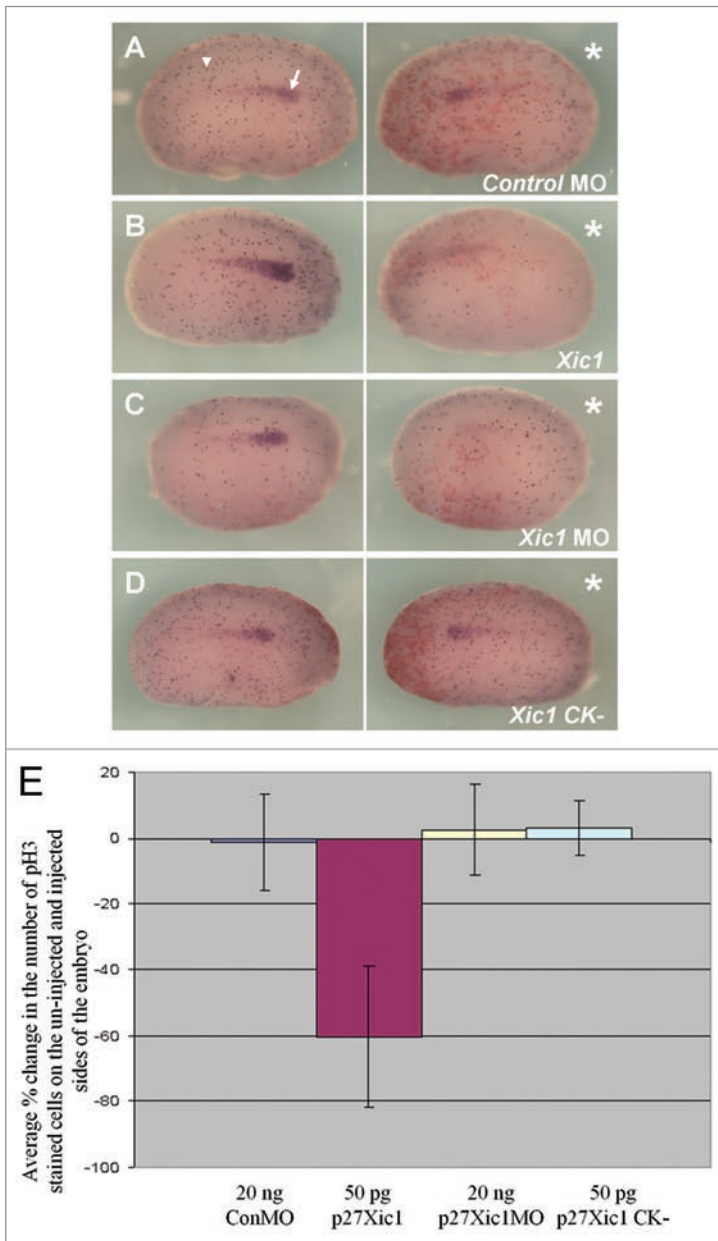 A
*
Control MO
B
*
Xic1
C
*
Xic1 MO
D
*
Xic1 CK-
E
Average % change in the number of pH3
stained cells on the un-injected and injected
sides of the embryo
20
0
-20
-40
-60
-80
-100
20 ng
ConMO
50 pg
p27Xic1
20 ng
p27Xic1MO
50 pg
p27Xic1 CK-